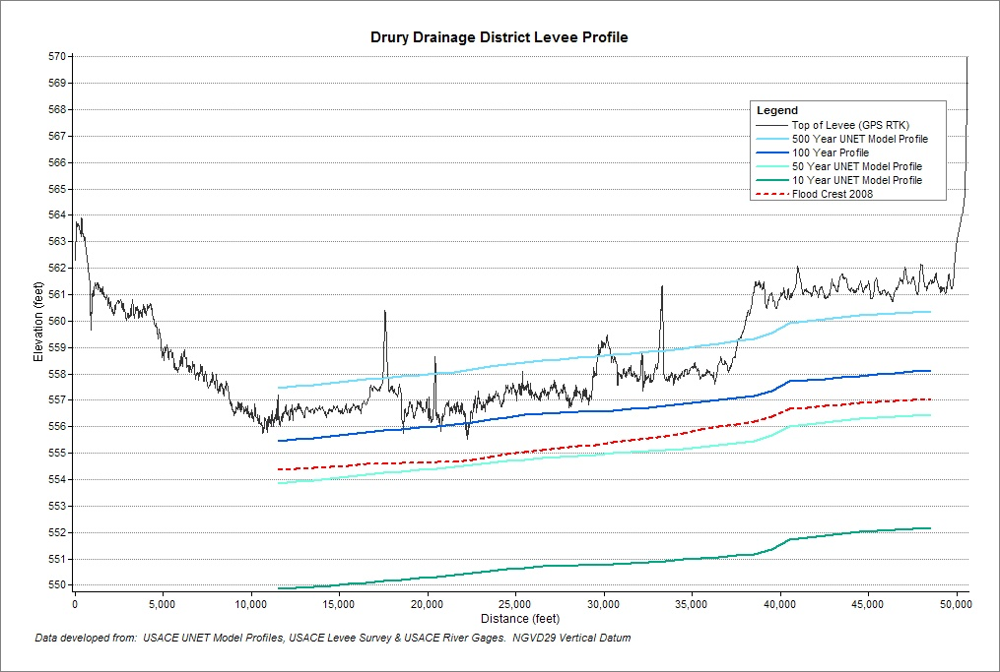 Drury Drainage District Levee Profile
570
569
568
567
566
565
564
563
562
561
560
559
558
557
556
555
554
553
552
551
550
Elevation (feet)
Legend
Top of Levee (GPS RTK)
500 Year UNET Model Profile
100 Year Profile
50 Year UNET Model Profile
10 Year UNET Model Profile
Flood Crest 2008
0 5,000 10,000 15,000 20,000 25,000 30,000 35,000 40,000 45,000 50,000
Distance (feet)
Data developed from: USACE UNET Model Profiles, USACE Levee Survey & USACE River Gages. NGVD29 Vertical Datum